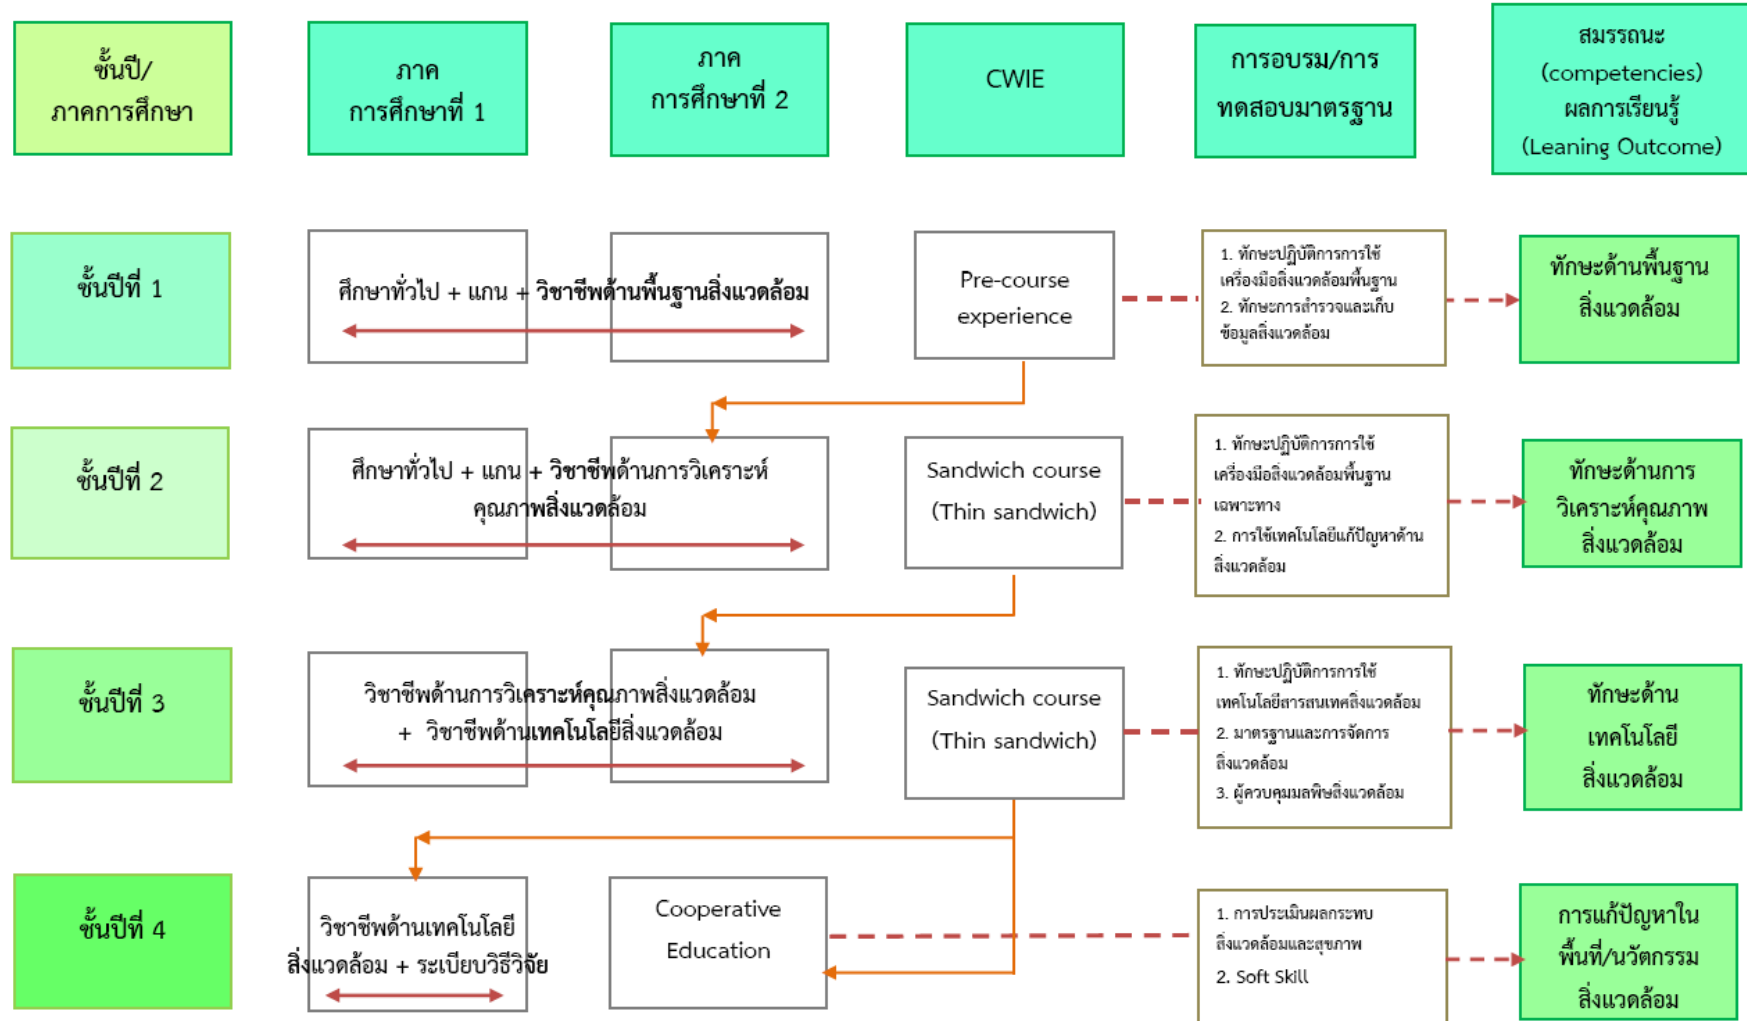 ชั้นปี/
ภาคการศึกษา
ภาค
การศึกษาที่ 1
ภาค
การศึกษาที่ 2
CWIE
การอบรม/การ
ทดสอบมาตรฐาน
สมรรถนะ
(competencies)
ผลการเรียนรู้
(Leaning Outcome)
ชั้นปีที่ 1
ศึกษาทั่วไป + แกน + วิชาชีพด้านพื้นฐานสิ่งแวดล้อม
Pre-course
experience
1. ทักษะปฏิบัติการการใช้
เครื่องมือสิ่งแวดล้อมพื้นฐาน
2. ทักษะการสำรวจและเก็บ
ข้อมูลสิ่งแวดล้อม
ทักษะด้านพื้นฐาน
สิ่งแวดล้อม
ชั้นปีที่ 2
ศึกษาทั่วไป + แกน + วิชาชีพด้านการวิเคราะห์
คุณภาพสิ่งแวดล้อม
Sandwich course
(Thin sandwich)
1. ทักษะปฏิบัติการการใช้
เครื่องมือสิ่งแวดล้อมพื้นฐาน
เฉพาะทาง
2. การใช้เทคโนโลยีแก้ปัญหาด้าน
สิ่งแวดล้อม
ทักษะด้านการ
วิเคราะห์คุณภาพ
สิ่งแวดล้อม
ชั้นปีที่ 3
วิชาชีพด้านการวิเคราะห์คุณภาพสิ่งแวดล้อม
+ วิชาชีพด้านเทคโนโลยีสิ่งแวดล้อม
Sandwich course
(Thin sandwich)
1. ทักษะปฏิบัติการการใช้
เทคโนโลยีสารสนเทศสิ่งแวดล้อม
2. มาตรฐานและการจัดการ
สิ่งแวดล้อม
3. ผู้ควบคุมมลพิษสิ่งแวดล้อม
ทักษะด้าน
เทคโนโลยี
สิ่งแวดล้อม
ชั้นปีที่ 4
วิชาชีพด้านเทคโนโลยี
สิ่งแวดล้อม + ระเบียบวิธีวิจัย
Cooperative
Education
1. การประเมินผลกระทบ
สิ่งแวดล้อมและสุขภาพ
2. Soft Skill
การแก้ปัญหาใน
พื้นที่/นวัตกรรม
สิ่งแวดล้อม